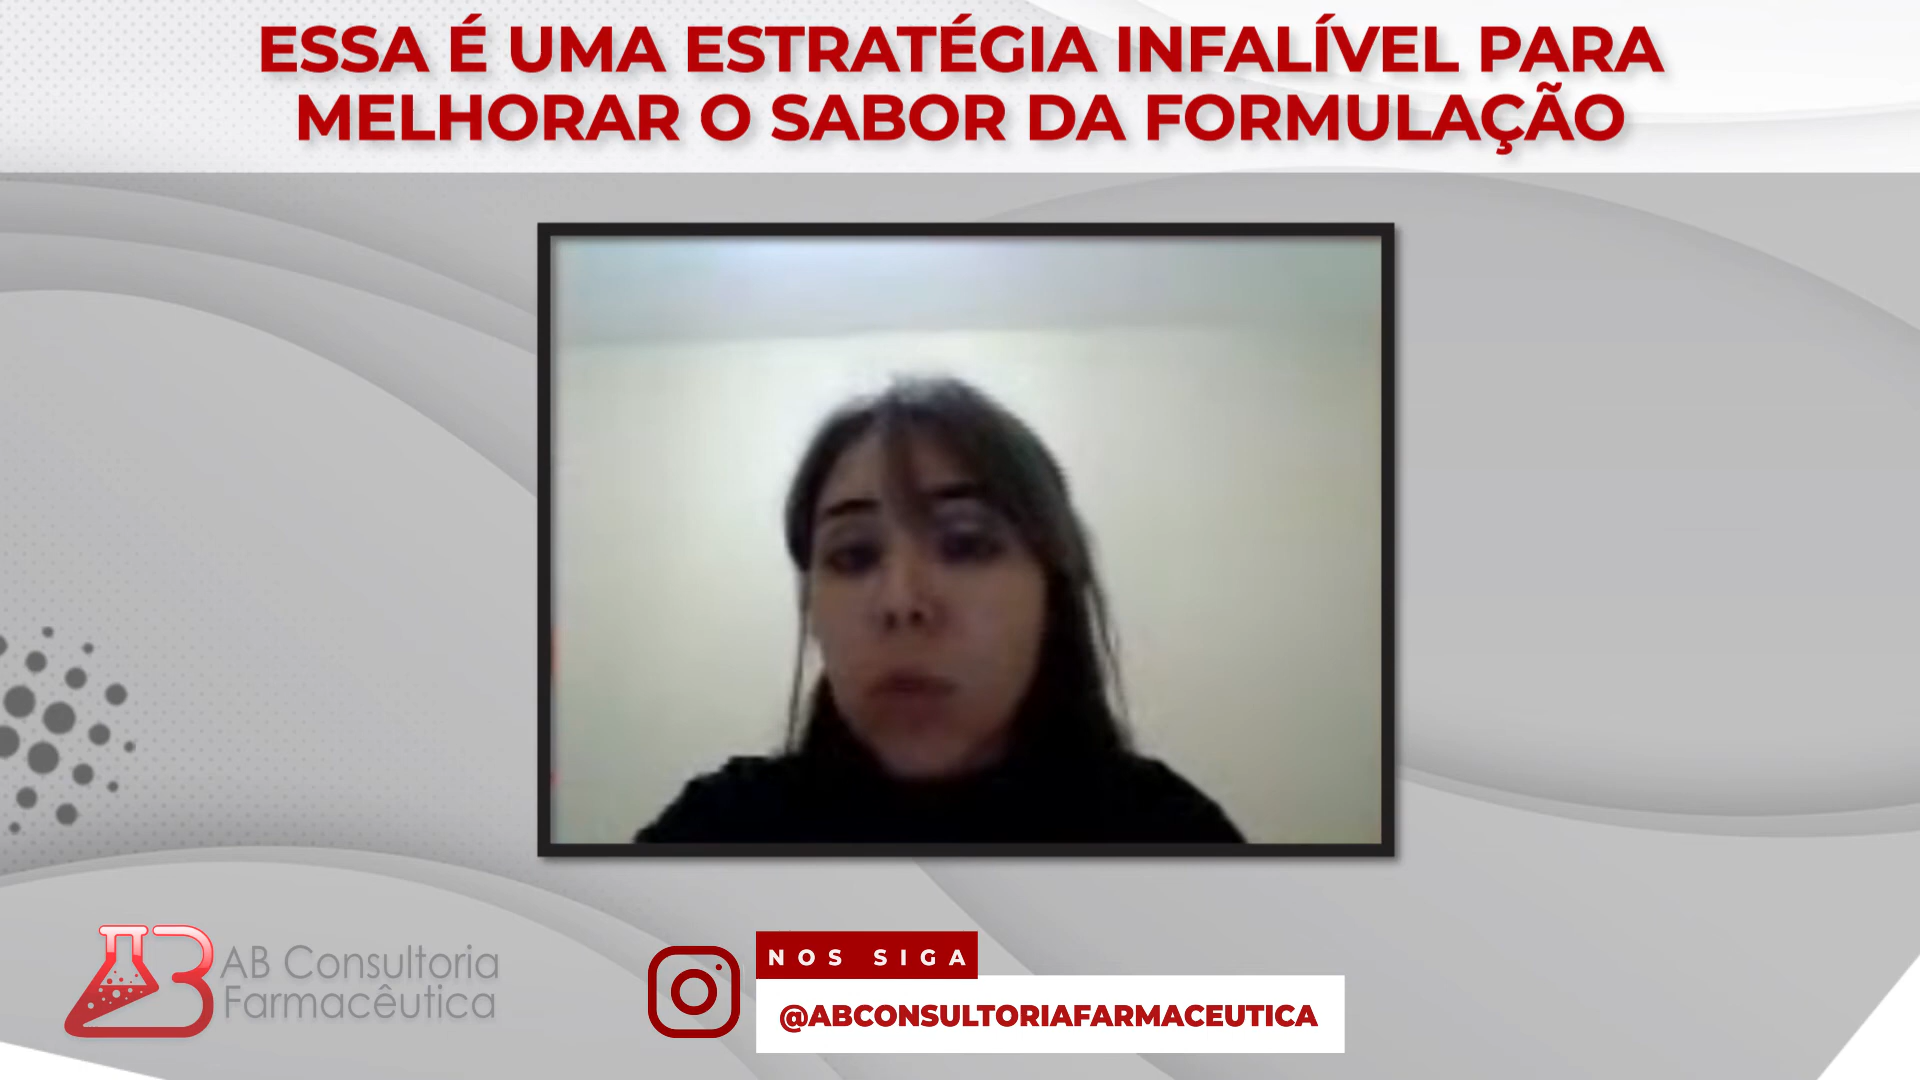 ESSA É UMA ESTRATÉGIA INFALÍVEL PARA
MELHORAR O SABOR DA FORMULAÇÃO
AB Consultoria
Farmacêutica
NOS SIGA
@ABCONSULTORIAFARMACEUTICA